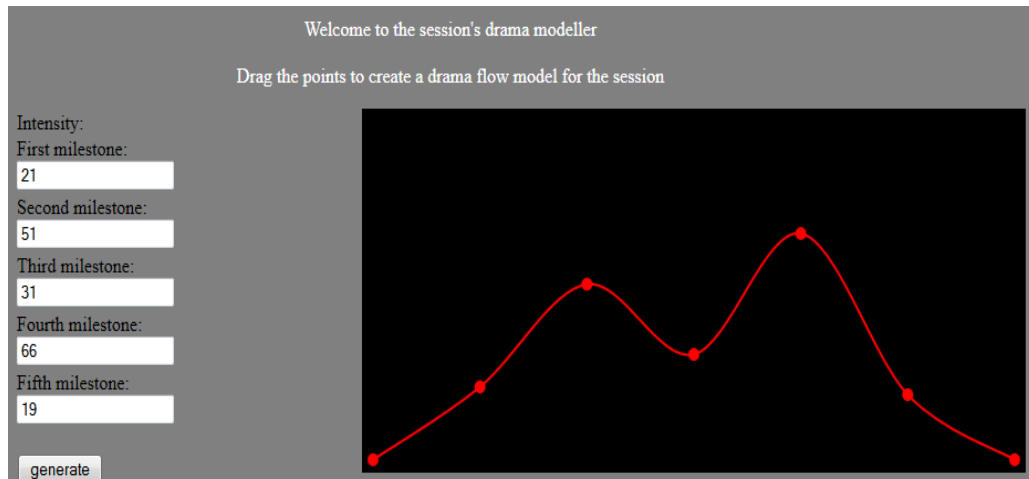 Welcome to the session's drama modeller
Drag the points to create a drama flow model for the session
Intensity:
First milestone:
21
Second milestone:
51
Third milestone:
31
Fourth milestone:
66
Fifth milestone:
19
generate